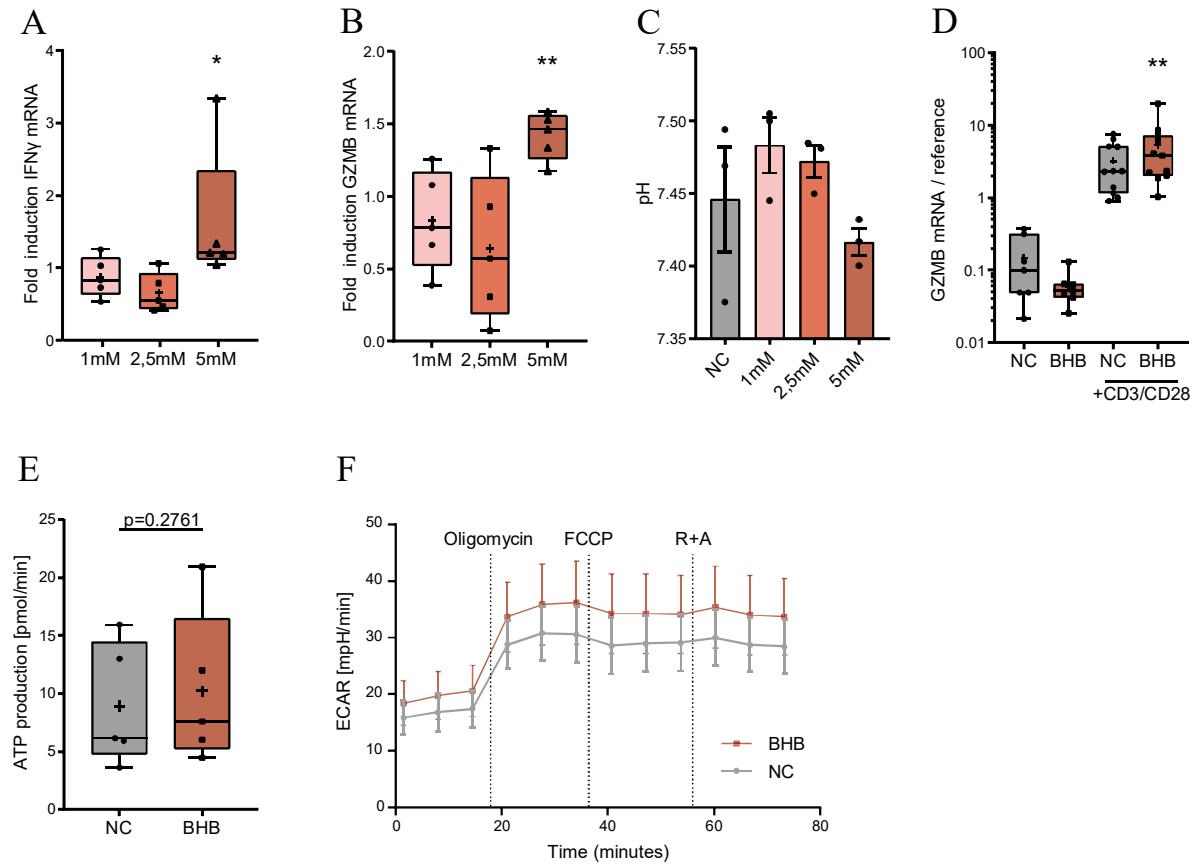 A
Fold induction IFNγ mRNA
4
3
2
1
0
*
1mM 2,5mM 5mM
B
Fold induction GZMB mRNA
2.0
1.5
1.0
0.5
0.0
**
1mM 2,5mM 5mM
C
pH
7.55
7.50
7.45
7.40
7.35
NC 1mM 2,5mM 5mM
D
GZMB mRNA / reference
100
10
1
0.1
0.01
**
NC BHB NC BHB
+CD3/CD28
E
ATP production [pmol/min]
25
20
15
10
5
0
p=0.2761
NC BHB
F
ECAR [mpH/min]
50
40
30
20
10
0
Oligomycin FCCP R+A
BHB
NC
0 20 40 60 80
Time (minutes)